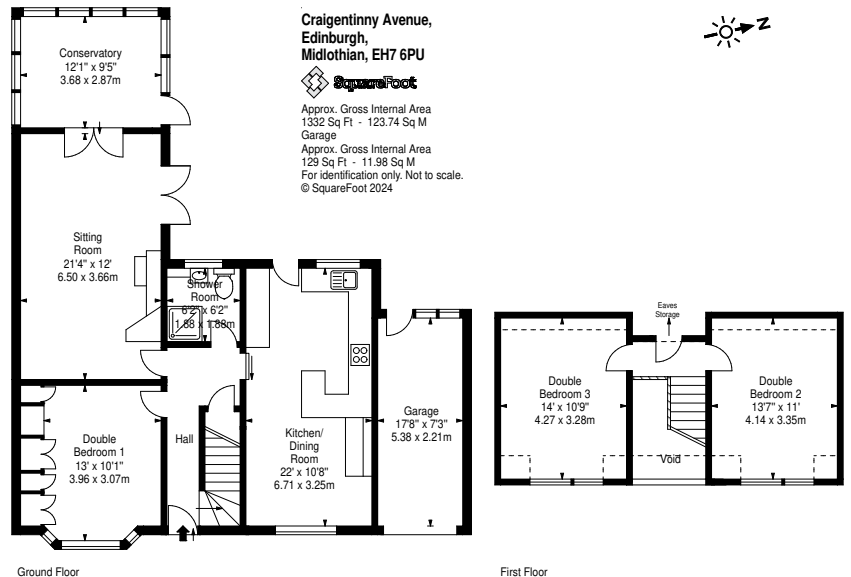 Craigentinny Avenue,
Edinburgh,
Midlothian, EH7 6PU
SquareFoot
Approx. Gross Internal Area
1332 Sq Ft - 123.74 Sq M
Garage
Approx. Gross Internal Area
129 Sq Ft - 11.98 Sq M
For identification only. Not to scale.
© SquareFoot 2024
N
Conservatory
12'1" x 9'5"
3.68 x 2.87m
Sitting
Room
21'4" x 12'
6.50 x 3.66m
Shower
Room
6'2" x 6'2"
1.88 x 1.88m
Double
Bedroom 1
13' x 10'1"
3.96 x 3.07m
Hall
Kitchen/
Dining
Room
22' x 10'8"
6.71 x 3.25m
Garage
17'8" x 7'3"
5.38 x 2.21m
Eaves
Storage
Double
Bedroom 3
14' x 10'9"
4.27 x 3.28m
Double
Bedroom 2
13'7" x 11'
4.14 x 3.35m
Void
Ground Floor
First Floor